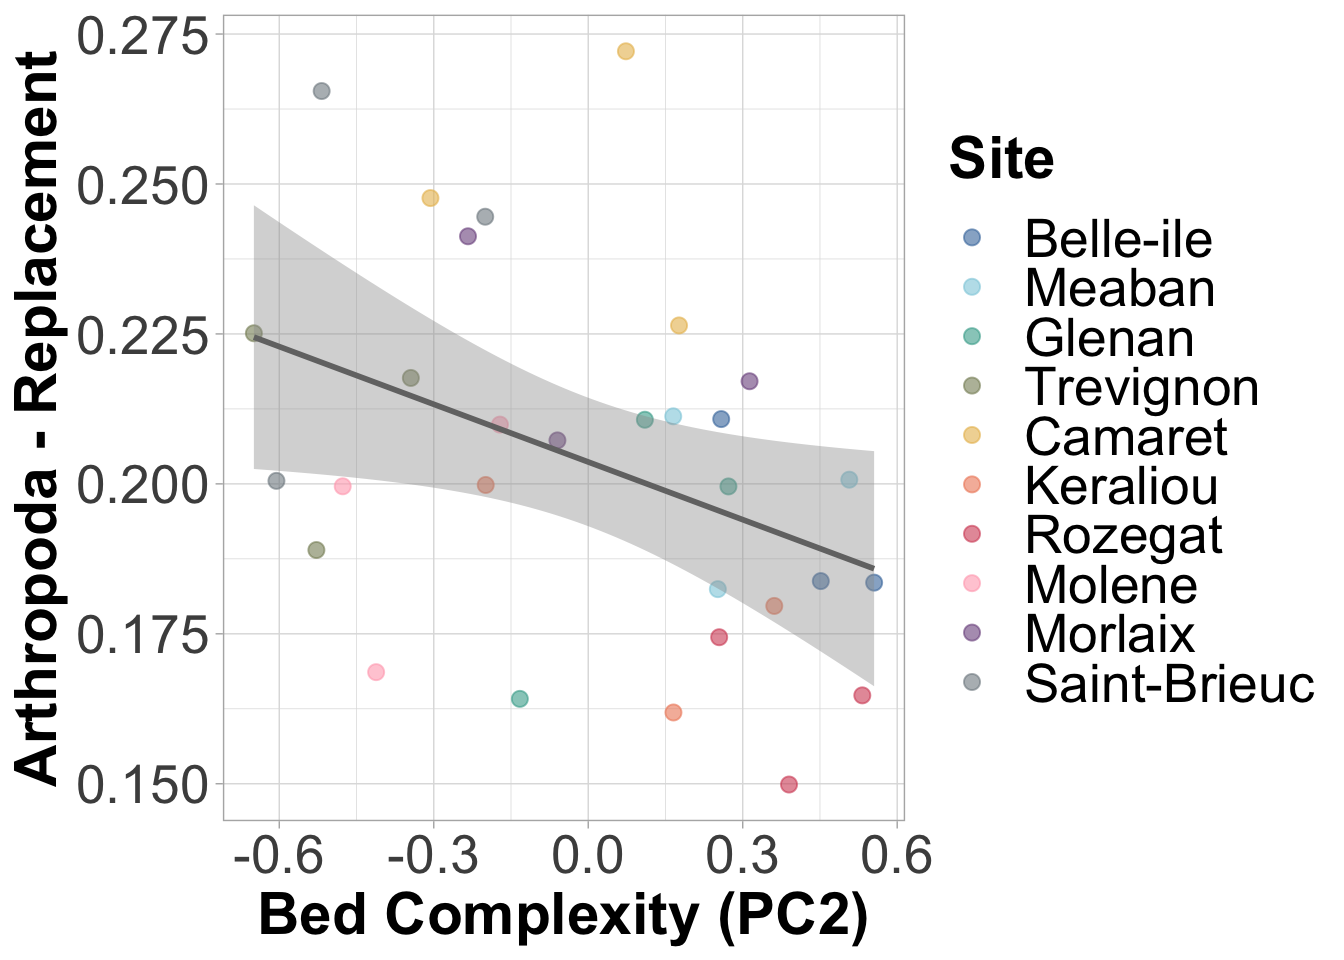 Arthropoda - Replacement
0.275
0.250
0.225
0.200
0.175
0.150
-0.6 -0.3 0.0 0.3 0.6
Bed Complexity (PC2)
Site
Belle-ile
Meaban
Glenan
Trevignon
Camaret
Keraliou
Rozegat
Molene
Morlaix
Saint-Brieuc